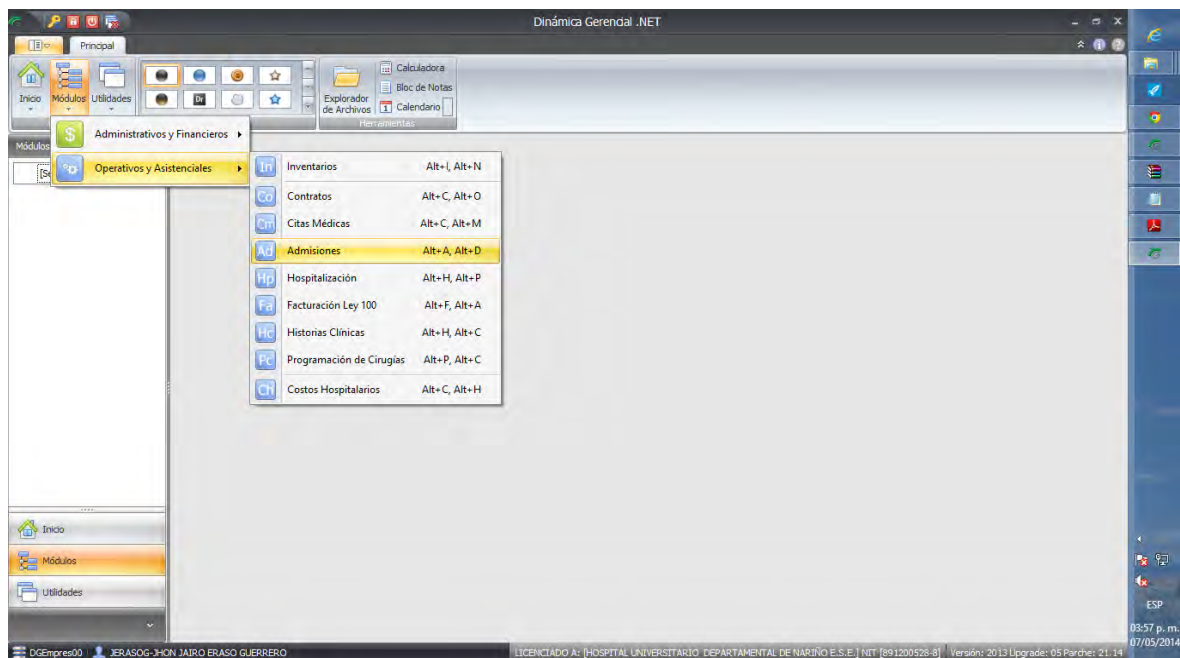 Dinámica Gerencial .NET
Principal
Inicio
Módulos
Utilidades
Dr
Explorador de Archivos
Calculadora
Bloc de Notas
1 Calendario
Herramientas
Módulos
$ Administrativos y Financieros
Operativos y Asistenciales
[Se
In Inventarios Alt+I, Alt+N
Co Contratos Alt+C, Alt+O
Cm Citas Médicas Alt+C, Alt+M
Ad Admisiones Alt+A, Alt+D
Hp Hospitalización Alt+H, Alt+P
Fa Facturación Ley 100 Alt+F, Alt+A
Hc Historias Clínicas Alt+H, Alt+C
Pc Programación de Cirugías Alt+P, Alt+C
Ch Costos Hospitalarios Alt+C, Alt+H
Inicio
Módulos
Utilidades
ESP
03:57 p. m.
07/05/2014
DGEmpres00 JERASOG-JHON JAIRO ERASO GUERRERO LICENCIADO A: [HOSPITAL UNIVERSITARIO DEPARTAMENTAL DE NARIÑO E.S.E.] NIT [891200528-8] Versión: 2013 Upgrade: 05 Parche: 21.14